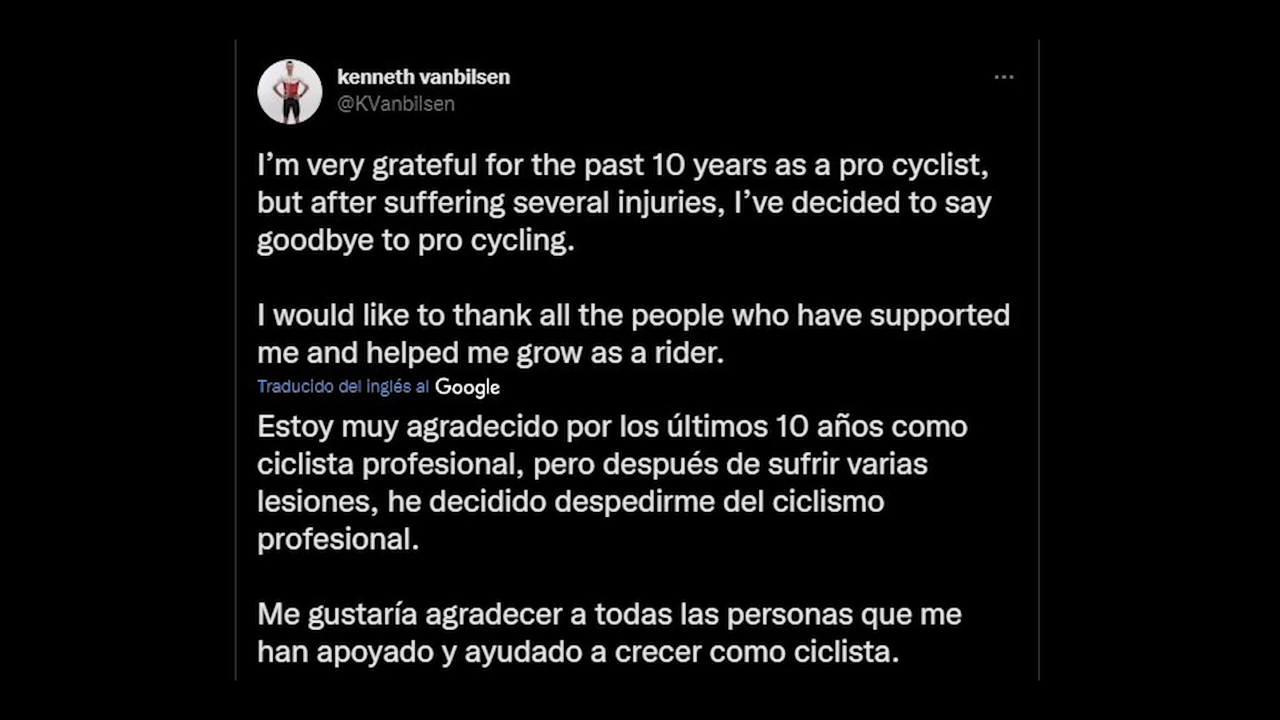 kenneth vanbilsen
@KVanbilsen
I’m very grateful for the past 10 years as a pro cyclist,
but after suffering several injuries, I’ve decided to say
goodbye to pro cycling.
I would like to thank all the people who have supported
me and helped me grow as a rider.
Traducido del inglés al Google
Estoy muy agradecido por los últimos 10 años como
ciclista profesional, pero después de sufrir varias
lesiones, he decidido despedirme del ciclismo
profesional.
Me gustaría agradecer a todas las personas que me
han apoyado y ayudado a crecer como ciclista.